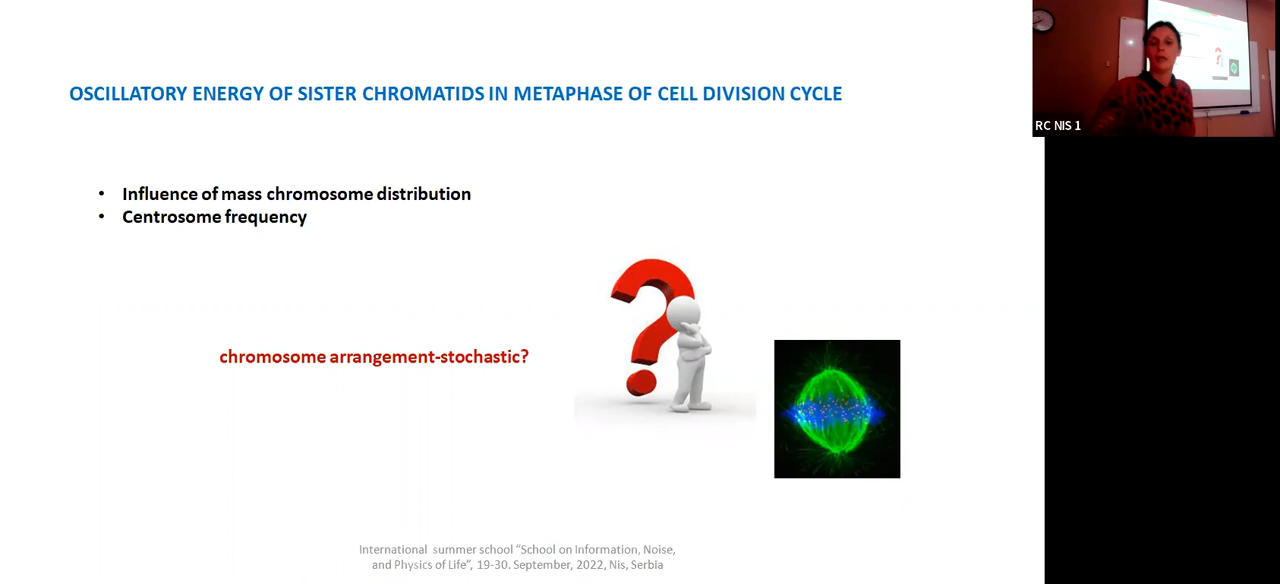 OSCILLATORY ENERGY OF SISTER CHROMATIDS IN METAPHASE OF CELL DIVISION CYCLE
RC NIS 1
• Influence of mass chromosome distribution
• Centrosome frequency
chromosome arrangement-stochastic?
International summer school “School on Information, Noise,
and Physics of Life”, 19-30. September, 2022, Nis, Serbia